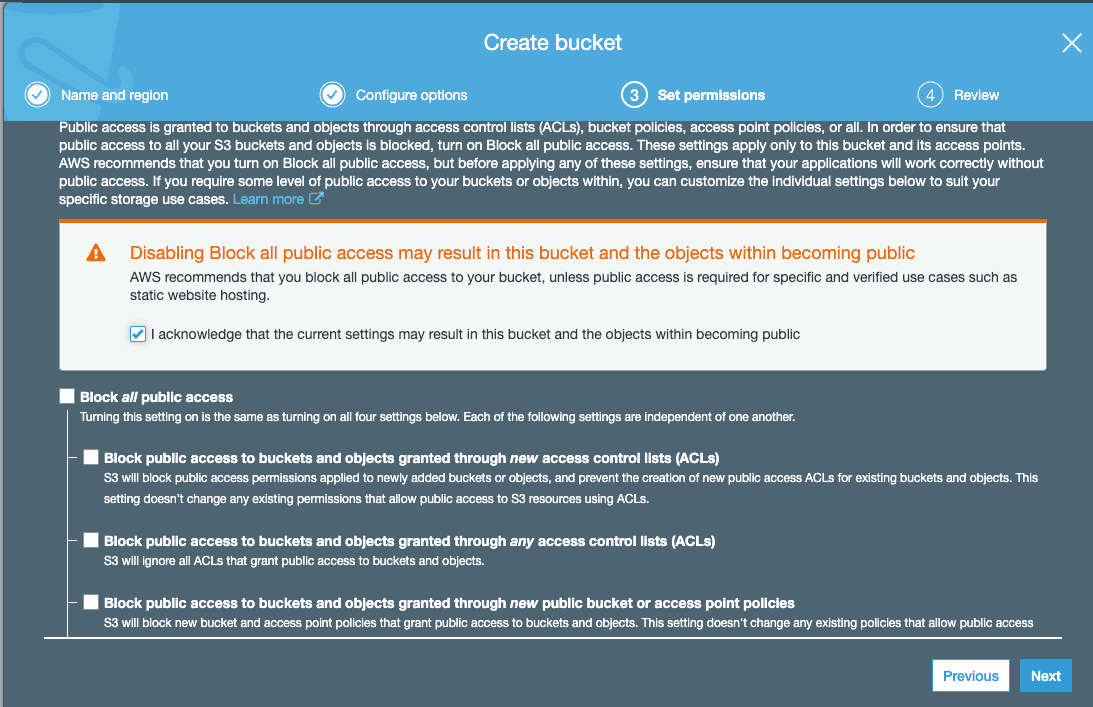 Create bucket
Name and region
Configure options
3 Set permissions
4 Review
Public access is granted to buckets and objects through access control lists (ACLs), bucket policies, access point policies, or all. In order to ensure that
public access to all your S3 buckets and objects is blocked, turn on Block all public access. These settings apply only to this bucket and its access points.
AWS recommends that you turn on Block all public access, but before applying any of these settings, ensure that your applications will work correctly without
public access. If you require some level of public access to your buckets or objects within, you can customize the individual settings below to suit your
specific storage use cases. Learn more
Disabling Block all public access may result in this bucket and the objects within becoming public
AWS recommends that you block all public access to your bucket, unless public access is required for specific and verified use cases such as
static website hosting.
I acknowledge that the current settings may result in this bucket and the objects within becoming public
Block all public access
Turning this setting on is the same as turning on all four settings below. Each of the following settings are independent of one another.
Block public access to buckets and objects granted through new access control lists (ACLs)
S3 will block public access permissions applied to newly added buckets or objects, and prevent the creation of new public access ACLs for existing buckets and objects. This
setting doesn't change any existing permissions that allow public access to S3 resources using ACLs.
Block public access to buckets and objects granted through any access control lists (ACLs)
S3 will ignore all ACLs that grant public access to buckets and objects.
Block public access to buckets and objects granted through new public bucket or access point policies
S3 will block new bucket and access point policies that grant public access to buckets and objects. This setting doesn't change any existing policies that allow public access
Previous
Next